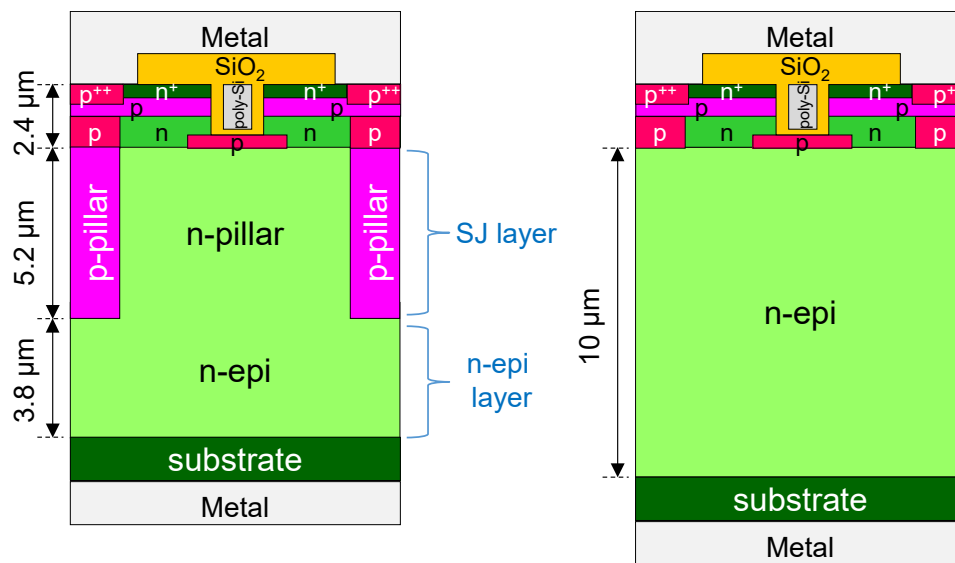 Metal
SiO₂
poly-Si
p⁺⁺
n⁺
n⁺
p⁺⁺
p
p
p
n
n
p
p
2.4 µm
5.2 µm
3.8 µm
p-pillar
n-pillar
p-pillar
SJ layer
n-epi
n-epi
layer
substrate
Metal
Metal
SiO₂
poly-Si
p⁺⁺
n⁺
n⁺
p⁺
p
p
p
n
n
p
p
10 µm
n-epi
substrate
Metal